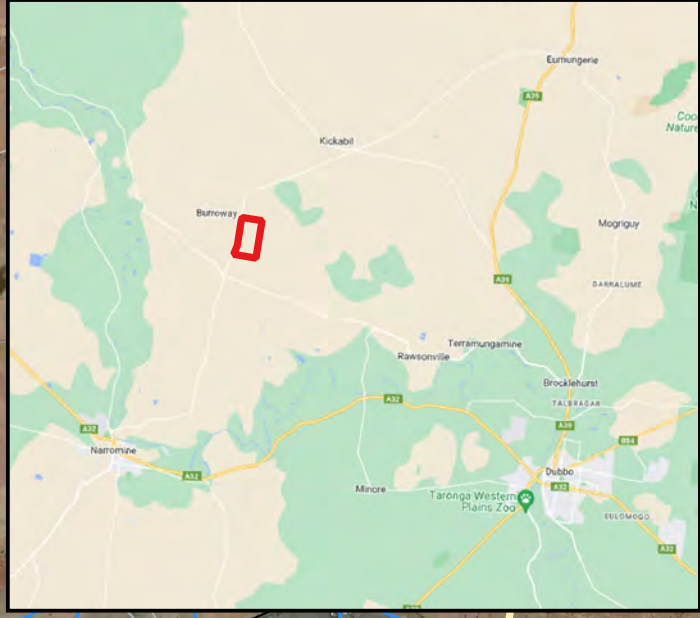 Eumungerie
A39
Coo
Nature
Kickabil
Burroway
N
Mogriguy
A39
DARRALUME
Terramungamine
Rawsonville
Brocklehurst
A32
TALBRAGAR
A32
A39
B84
Narromine
A32
Dubbo
Minore
A32
Taronga Western
Plains Zoo
EULOMOGO
A32
A32